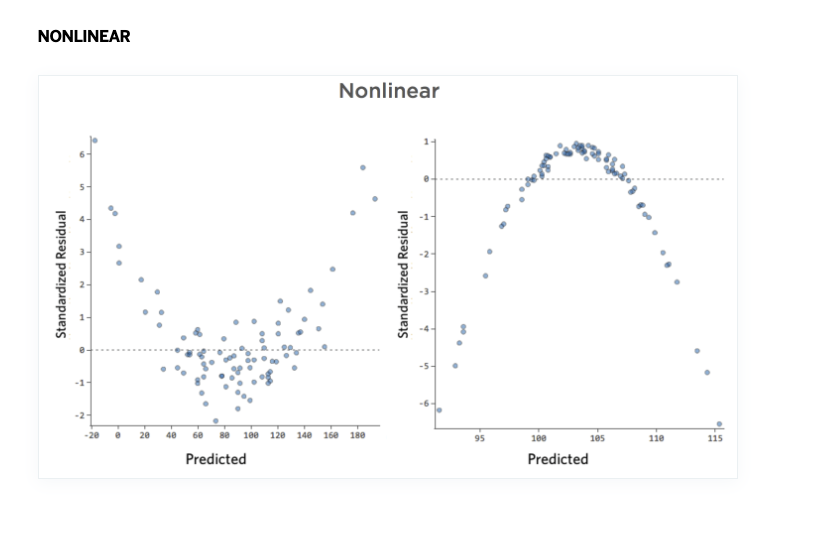 NONLINEAR
Nonlinear
6
5
4
3
2
1
0
-1
-2
-20 0 20 40 60 80 100 120 140 160 180
Standardized Residual
Predicted
1
0
-1
-2
-3
-4
-5
-6
95 100 105 110 115
Standardized Residual
Predicted